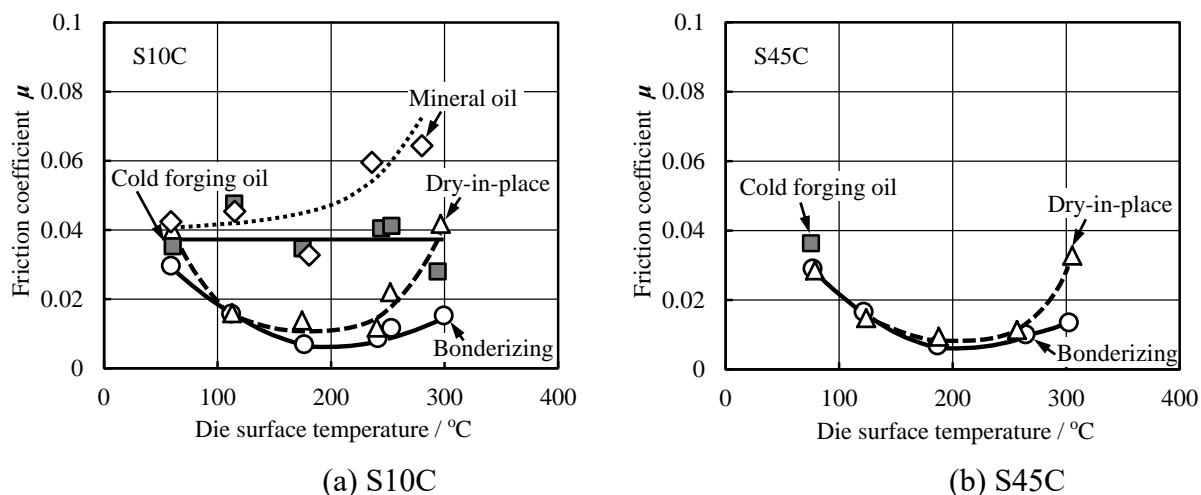 0.1
0.08
0.06
0.04
0.02
0
0
100
200
300
400
Friction coefficient μ
Die surface temperature / °C
S10C
Mineral oil
Cold forging oil
Dry-in-place
Bonderizing
(a) S10C
0.1
0.08
0.06
0.04
0.02
0
0
100
200
300
400
Friction coefficient μ
Die surface temperature / °C
S45C
Cold forging oil
Dry-in-place
Bonderizing
(b) S45C